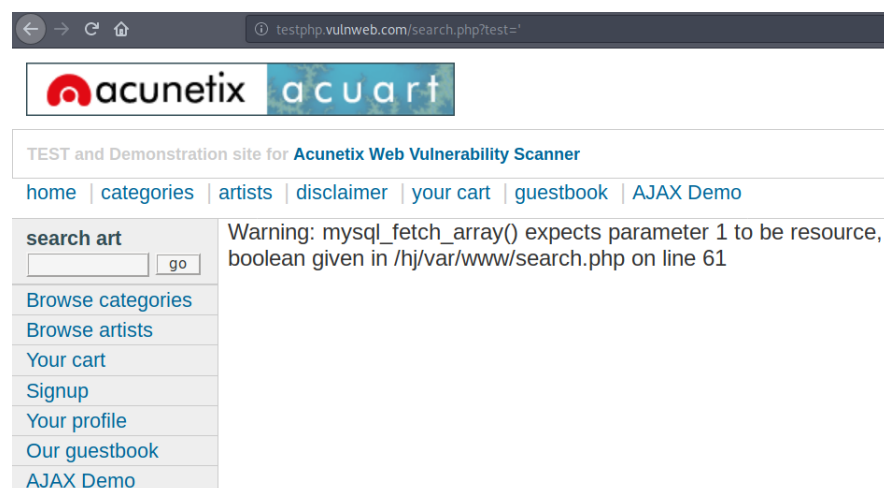 testphp.vulnweb.com/search.php?test='
acunetix acuart
TEST and Demonstration site for Acunetix Web Vulnerability Scanner
home | categories | artists | disclaimer | your cart | guestbook | AJAX Demo
search art
go
Warning: mysql_fetch_array() expects parameter 1 to be resource,
boolean given in /hj/var/www/search.php on line 61
Browse categories
Browse artists
Your cart
Signup
Your profile
Our guestbook
AJAX Demo